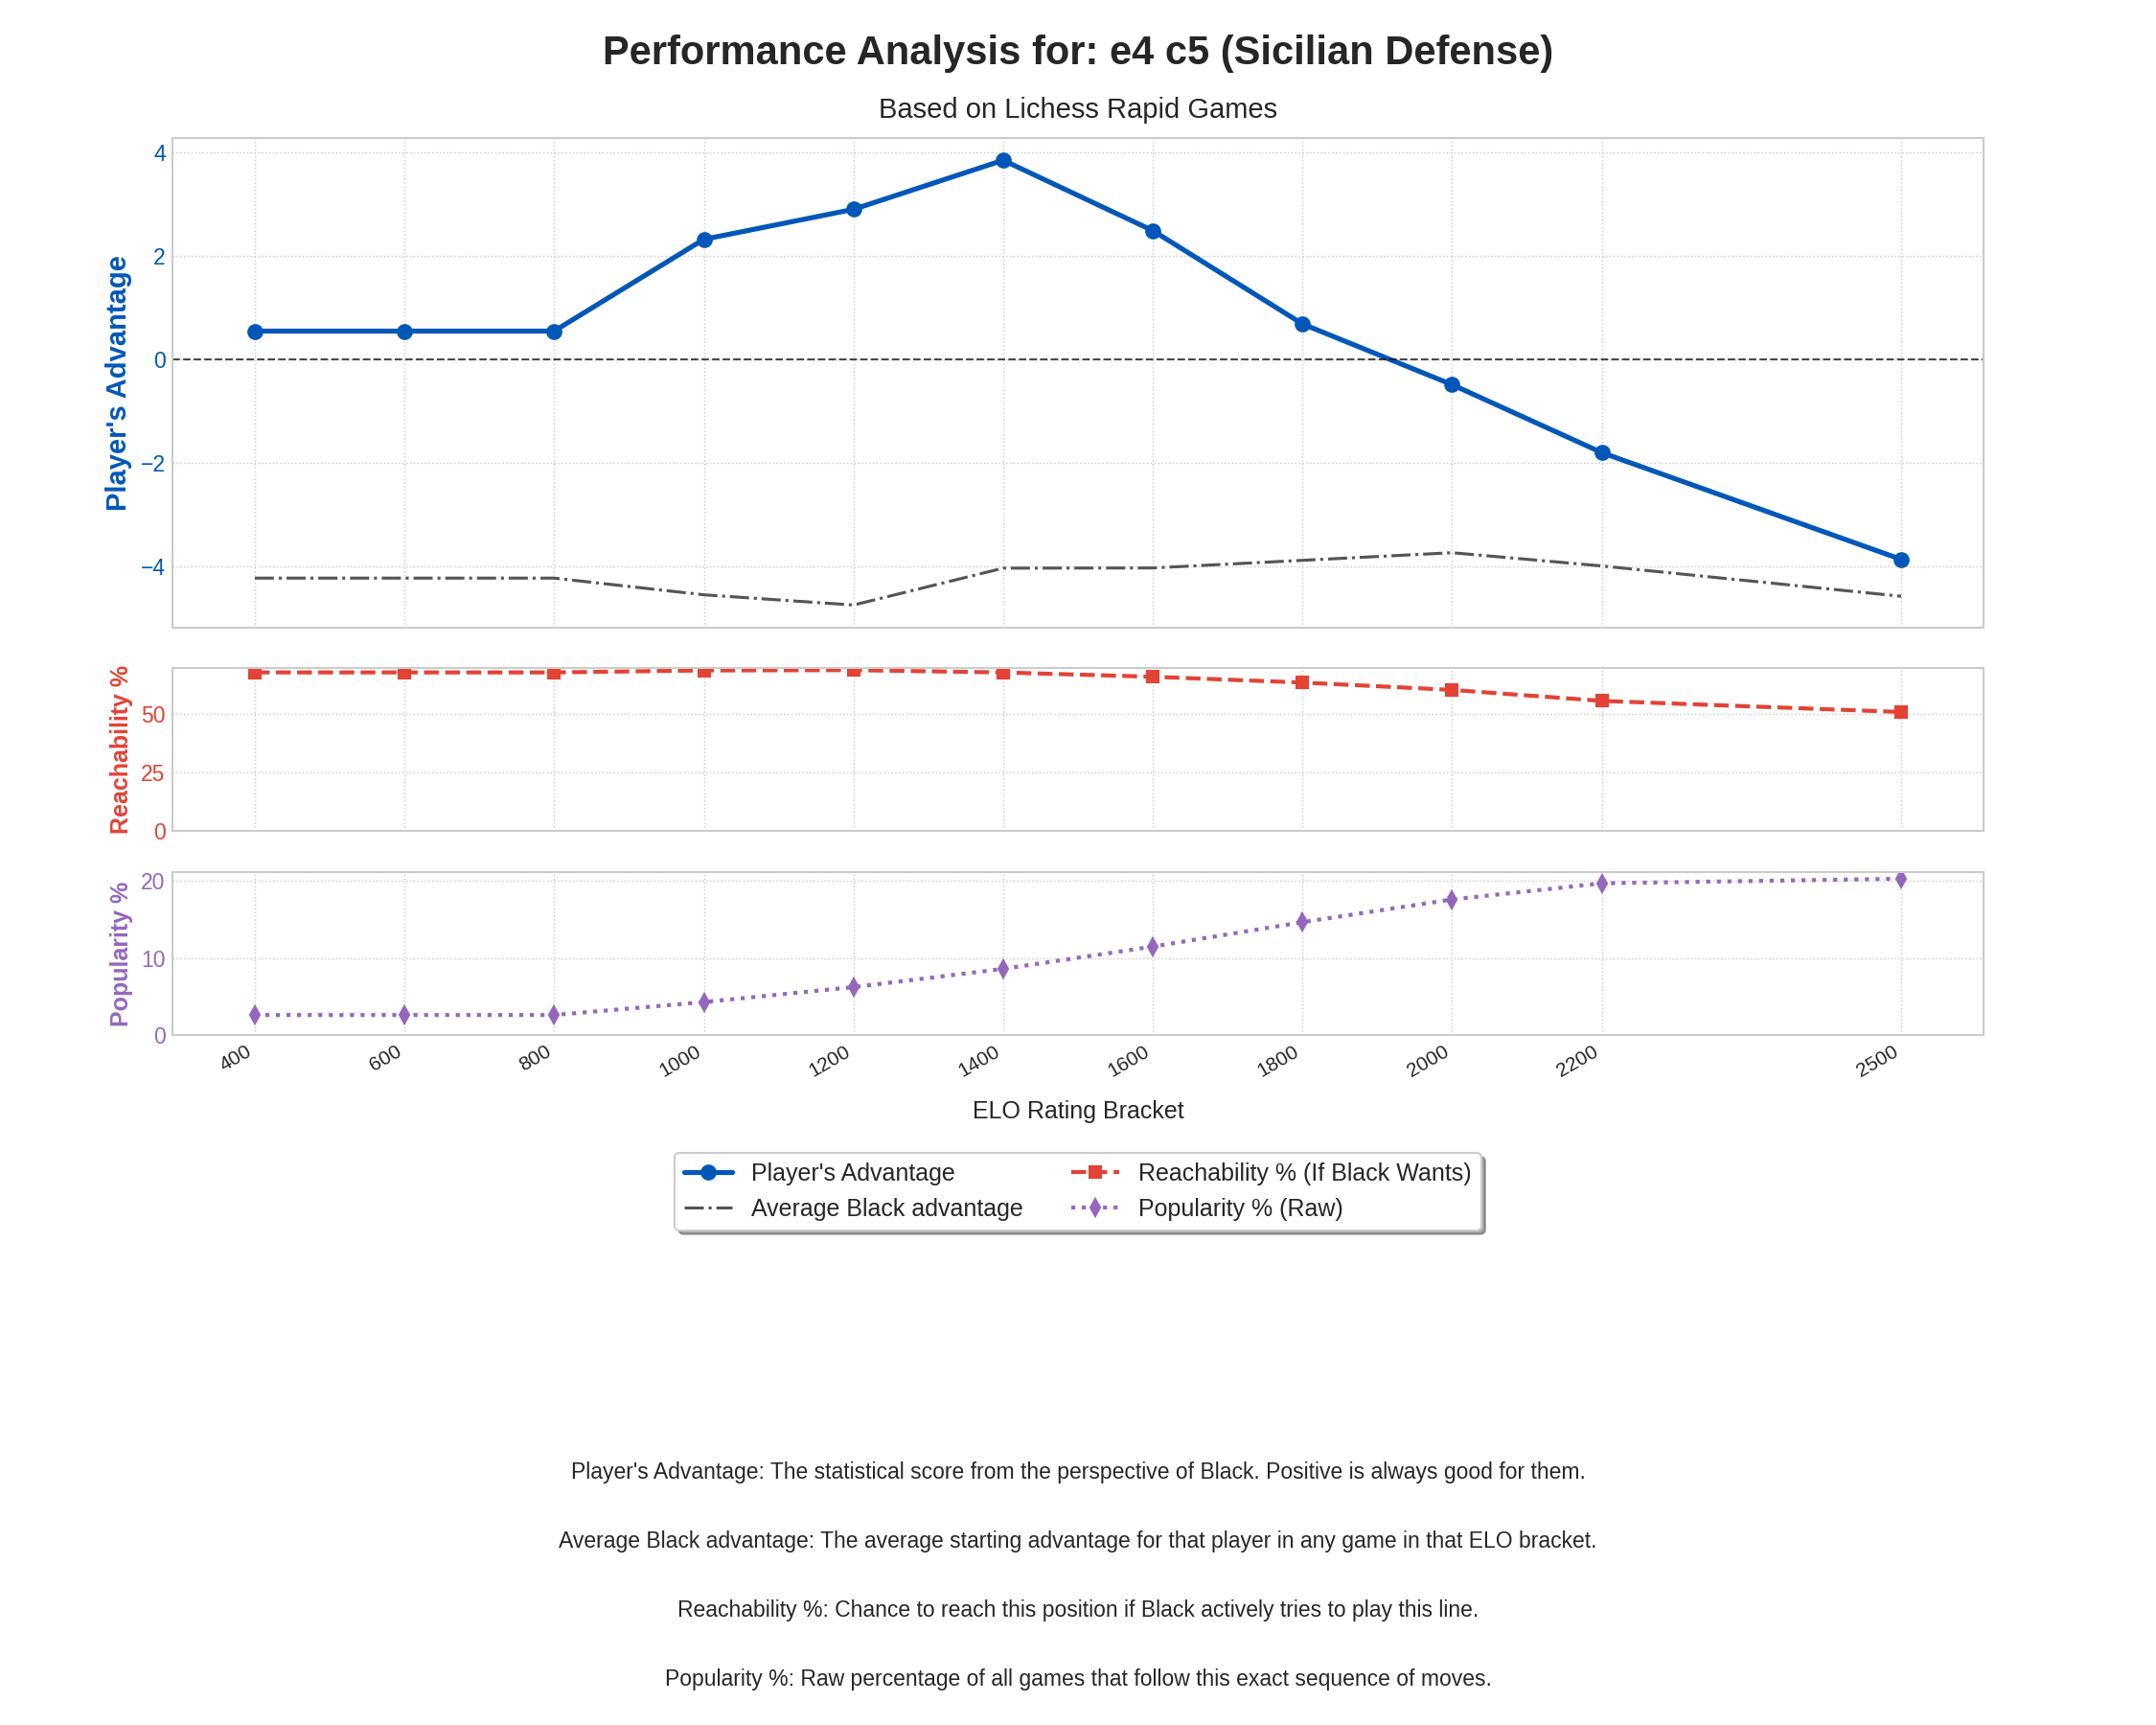 Performance Analysis for: e4 c5 (Sicilian Defense)
Based on Lichess Rapid Games
Player's Advantage
4
2
0
−2
−4
Reachability %
50
25
0
Popularity %
20
10
0
400
600
800
1000
1200
1400
1600
1800
2000
2200
2500
ELO Rating Bracket
Player's Advantage
Average Black advantage
Reachability % (If Black Wants)
Popularity % (Raw)
Player's Advantage: The statistical score from the perspective of Black. Positive is always good for them.
Average Black advantage: The average starting advantage for that player in any game in that ELO bracket.
Reachability %: Chance to reach this position if Black actively tries to play this line.
Popularity %: Raw percentage of all games that follow this exact sequence of moves.